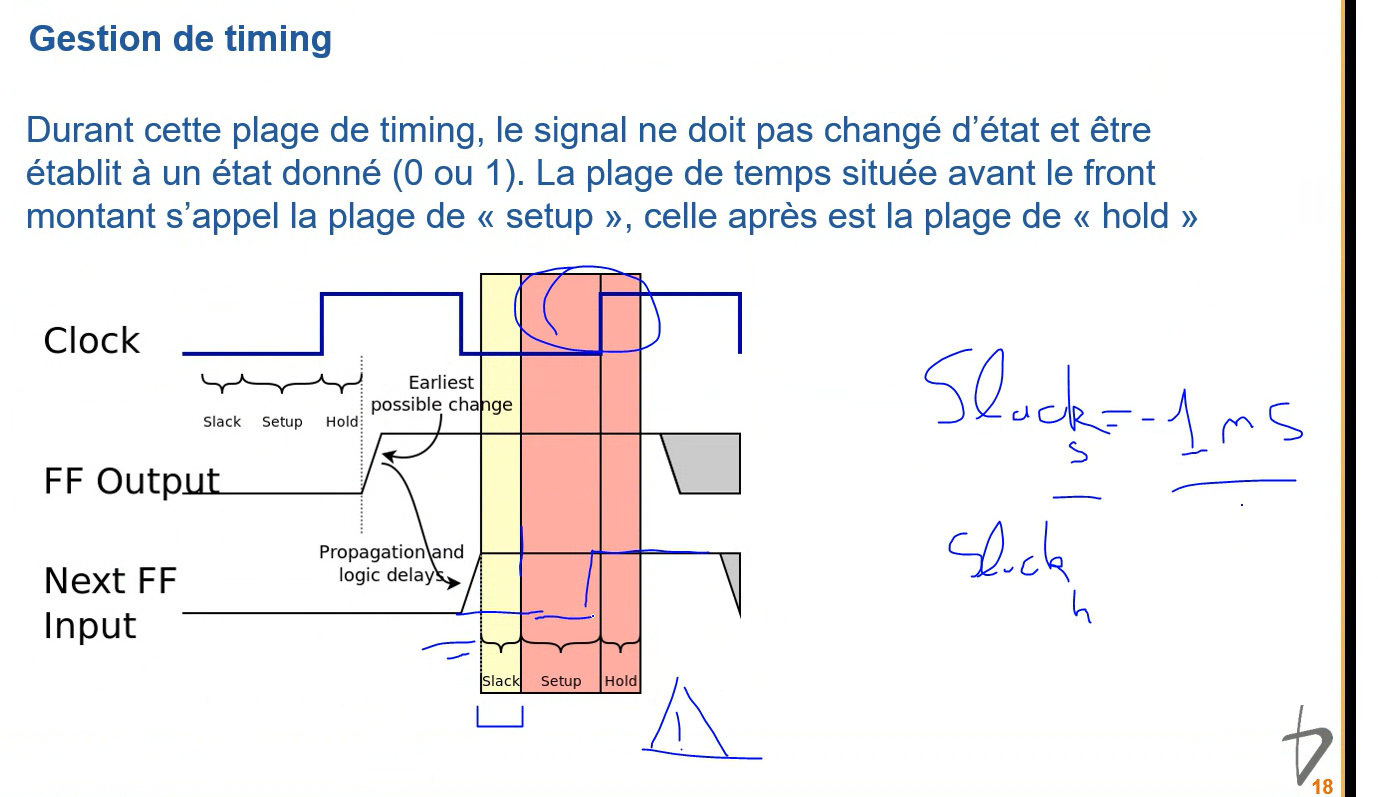 Gestion de timing
Durant cette plage de timing, le signal ne doit pas changé d’état et être
établit à un état donné (0 ou 1). La plage de temps située avant le front
montant s’appel la plage de « setup », celle après est la plage de « hold »
Clock
Slack Setup Hold
Earliest
possible change
FF Output
Propagation and
logic delays
Next FF
Input
Slack Setup Hold
Slack s = -1 ns
Slack h
!
18